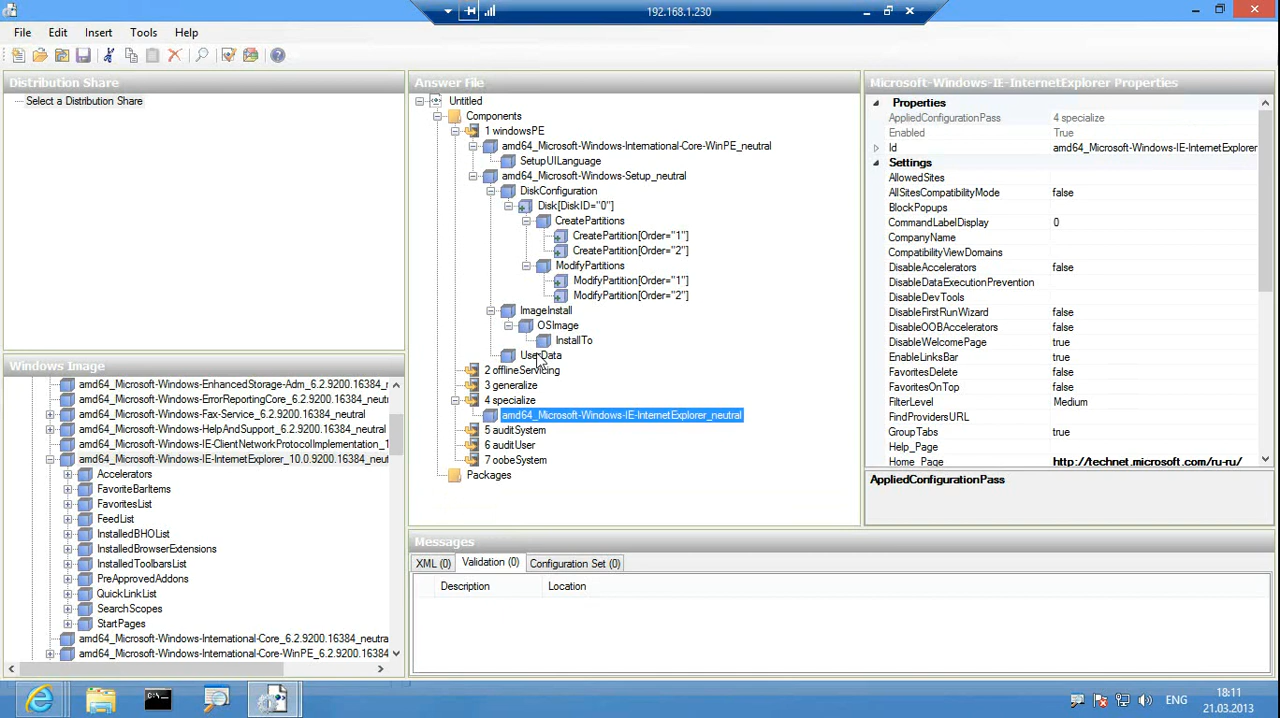 192.168.1.230
File Edit Insert Tools Help
Distribution Share
Select a Distribution Share
Windows Image
amd64_Microsoft-Windows-EnhancedStorage-Adm_6.2.9200.16384_r
amd64_Microsoft-Windows-ErrorReportingCore_6.2.9200.16384_neu
amd64_Microsoft-Windows-Fax-Service_6.2.9200.16384_neutral
amd64_Microsoft-Windows-HelpAndSupport_6.2.9200.16384_neutral
amd64_Microsoft-Windows-IE-ClientNetworkProtocolImplementation_1
amd64_Microsoft-Windows-IE-InternetExplorer_10.0.9200.16384_neut
Accelerators
FavoriteBarItems
FavoritesList
FeedList
InstalledBHOList
InstalledBrowserExtensions
InstalledToolbarsList
PreApprovedAddons
QuickLinkList
SearchScopes
StartPages
amd64_Microsoft-Windows-International-Core_6.2.9200.16384_neutra
amd64_Microsoft-Windows-International-Core-WinPE_6.2.9200.16384
Answer File
Untitled
Components
1 windowsPE
amd64_Microsoft-Windows-International-Core-WinPE_neutral
SetupUILanguage
amd64_Microsoft-Windows-Setup_neutral
DiskConfiguration
Disk[DiskID="0"]
CreatePartitions
CreatePartition[Order="1"]
CreatePartition[Order="2"]
ModifyPartitions
ModifyPartition[Order="1"]
ModifyPartition[Order="2"]
ImageInstall
OSImage
InstallTo
UserData
2 offlineServicing
3 generalize
4 specialize
amd64_Microsoft-Windows-IE-InternetExplorer_neutral
5 auditSystem
6 auditUser
7 oobeSystem
Packages
Microsoft-Windows-IE-InternetExplorer Properties
Properties
AppliedConfigurationPass 4 specialize
Enabled True
Id amd64_Microsoft-Windows-IE-InternetExplorer
Settings
AllowedSites
AllSitesCompatibilityMode false
BlockPopups
CommandLabelDisplay 0
CompanyName
CompatibilityViewDomains
DisableAccelerators false
DisableDataExecutionPrevention
DisableDevTools
DisableFirstRunWizard false
DisableOOBAccelerators false
DisableWelcomePage true
EnableLinksBar true
FavoritesDelete false
FavoritesOnTop false
FilterLevel Medium
FindProvidersURL
GroupTabs true
Help_Page
Home_Page http://technet.microsoft.com/ru-ru/
AppliedConfigurationPass
Messages
XML (0) Validation (0) Configuration Set (0)
Description Location
ENG
18:11
21.03.2013